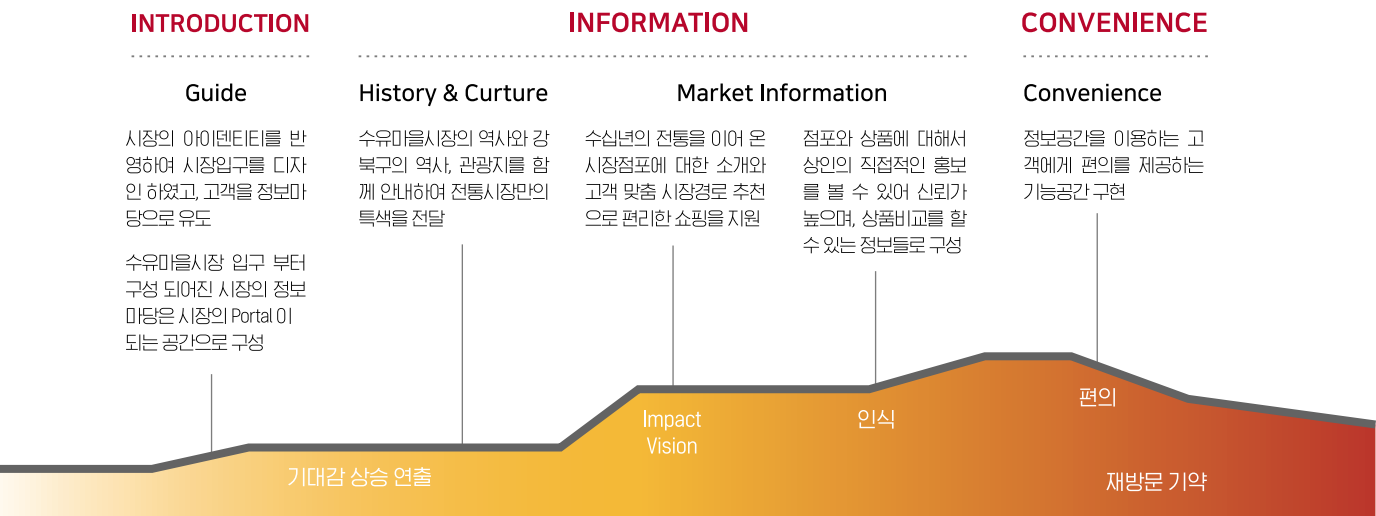 INTRODUCTION
Guide
시장의 아이덴티티를 반
영하여 시장입구를 디자
인 하였고, 고객을 정보마
당으로 유도
수유마을시장 입구 부터
구성 되어진 시장의 정보
마당은 시장의 Portal 이
되는 공간으로 구성
INFORMATION
History & Curture
수유마을시장의 역사와 강
북구의 역사, 관광지를 함
께 안내하여 전통시장만의
특색을 전달
Market Information
수십년의 전통을 이어 온
시장점포에 대한 소개와
고객 맞춤 시장경로 추천
으로 편리한 쇼핑을 지원
점포와 상품에 대해서
상인의 직접적인 홍보
를 볼 수 있어 신뢰가
높으며, 상품비교를 할
수 있는 정보들로 구성
CONVENIENCE
Convenience
정보공간을 이용하는 고
객에게 편의를 제공하는
기능공간 구현
기대감 상승 연출
Impact
Vision
인식
편의
재방문 기약